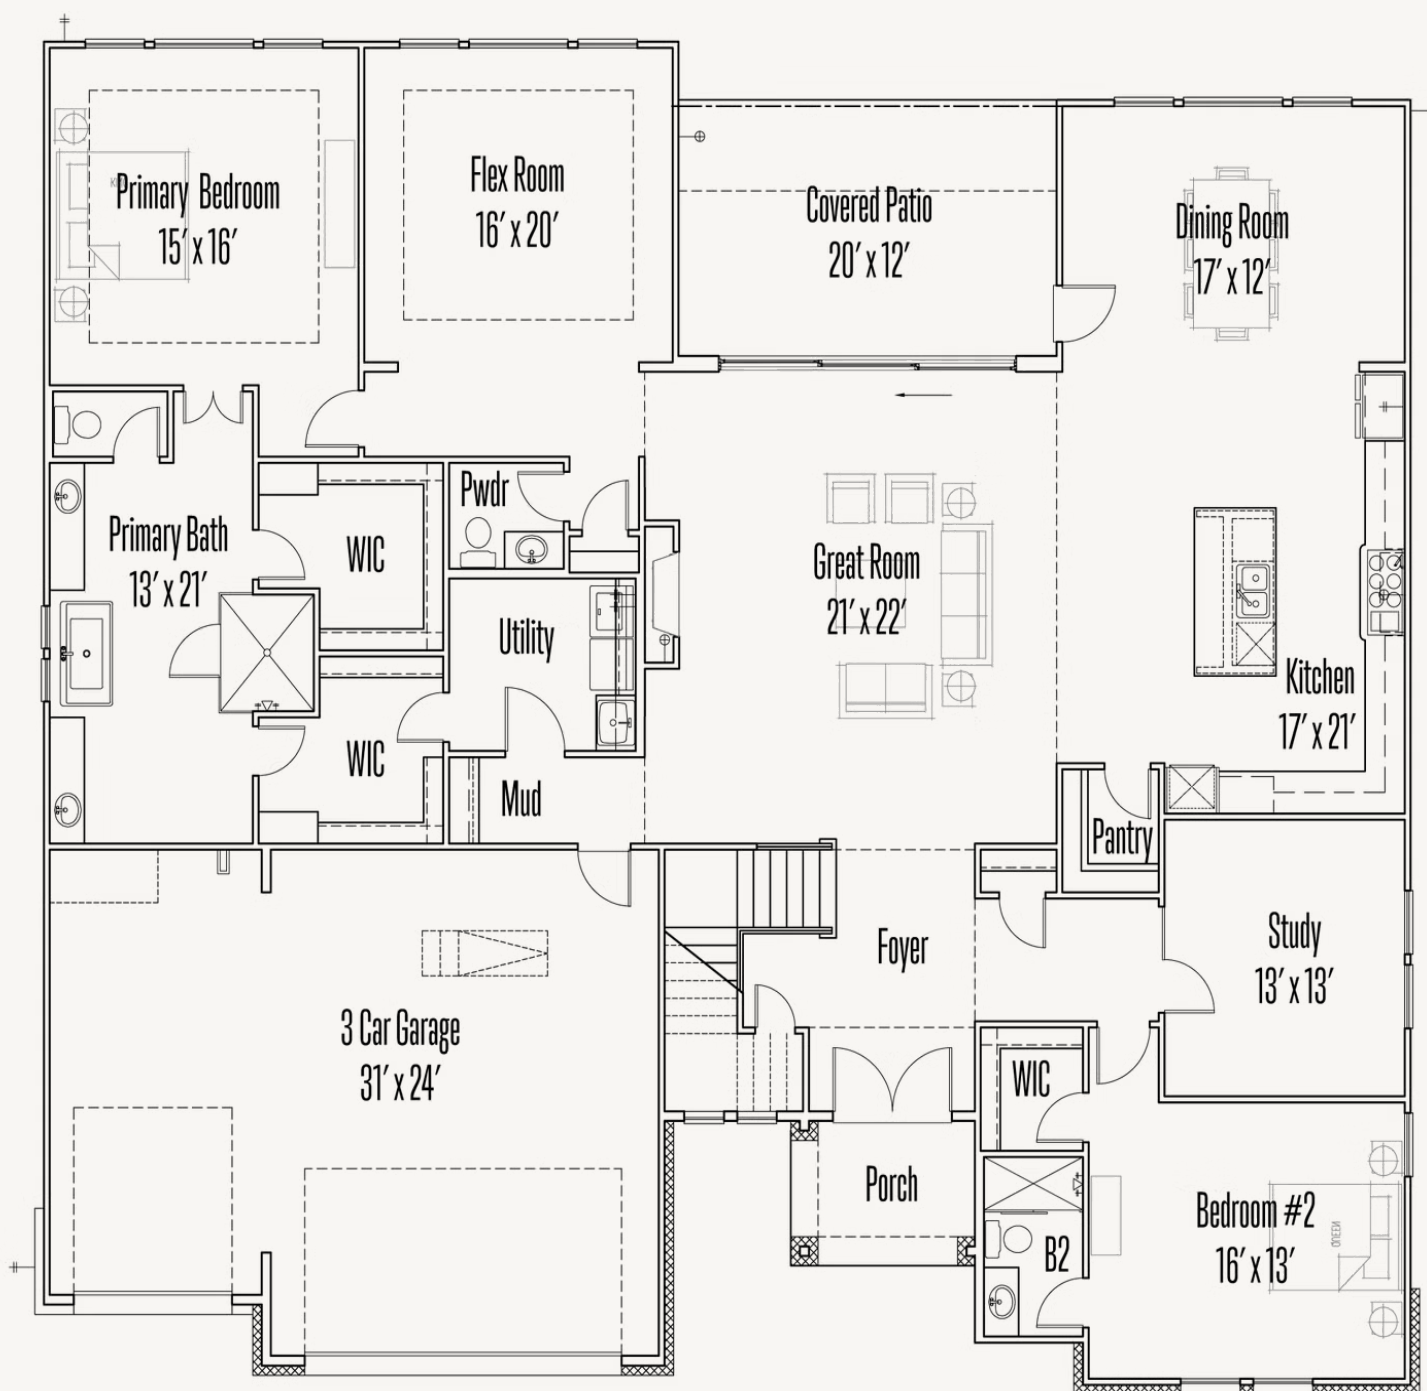 Primary Bedroom
15' x 16'
Flex Room
16' x 20'
Covered Patio
20' x 12'
Dining Room
17' x 12'
Primary Bath
13' x 21'
WIC
Pwdr
Utility
WIC
Mud
Great Room
21' x 22'
Kitchen
17' x 21'
Pantry
Study
13' x 13'
Foyer
3 Car Garage
31' x 24'
WIC
Porch
B2
Bedroom #2
16' x 13'
QUEEN